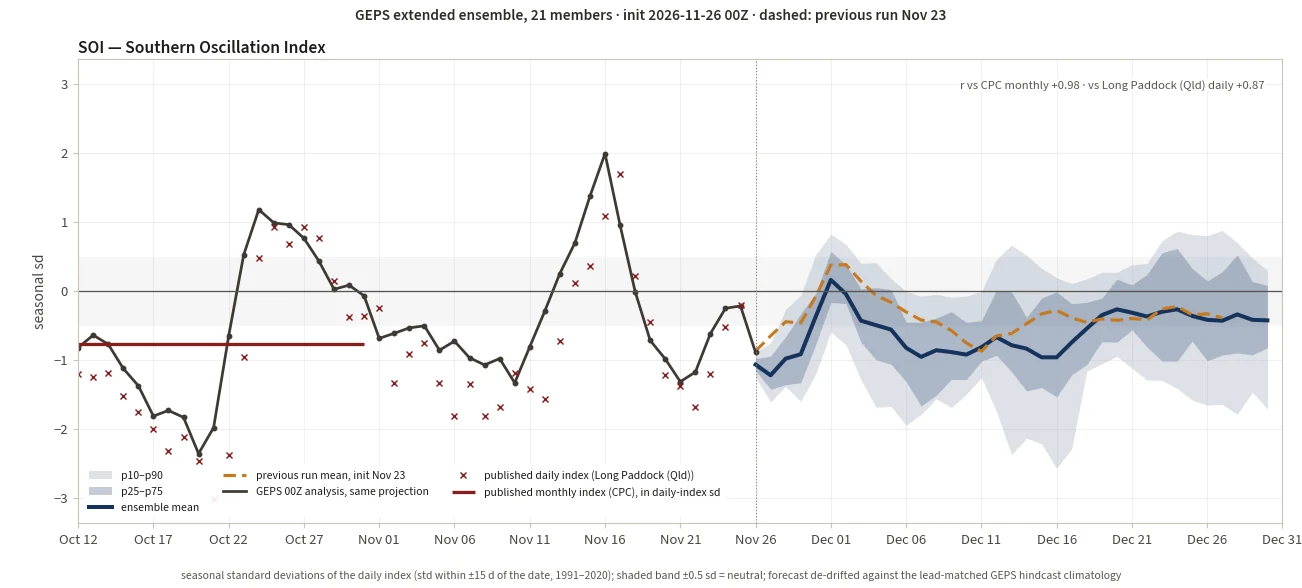 GEPS extended ensemble, 21 members · init 2026-11-26 00Z · dashed: previous run Nov 23
SOI — Southern Oscillation Index
r vs CPC monthly +0.98 · vs Long Paddock (Qld) daily +0.87
seasonal sd
3
2
1
0
−1
−2
−3
p10–p90
p25–p75
ensemble mean
previous run mean, init Nov 23
GEPS 00Z analysis, same projection
published daily index (Long Paddock (Qld))
published monthly index (CPC), in daily-index sd
Oct 12 Oct 17 Oct 22 Oct 27 Nov 01 Nov 06 Nov 11 Nov 16 Nov 21 Nov 26 Dec 01 Dec 06 Dec 11 Dec 16 Dec 21 Dec 26 Dec 31
seasonal standard deviations of the daily index (std within ±15 d of the date, 1991–2020); shaded band ±0.5 sd = neutral; forecast de-drifted against the lead-matched GEPS hindcast climatology